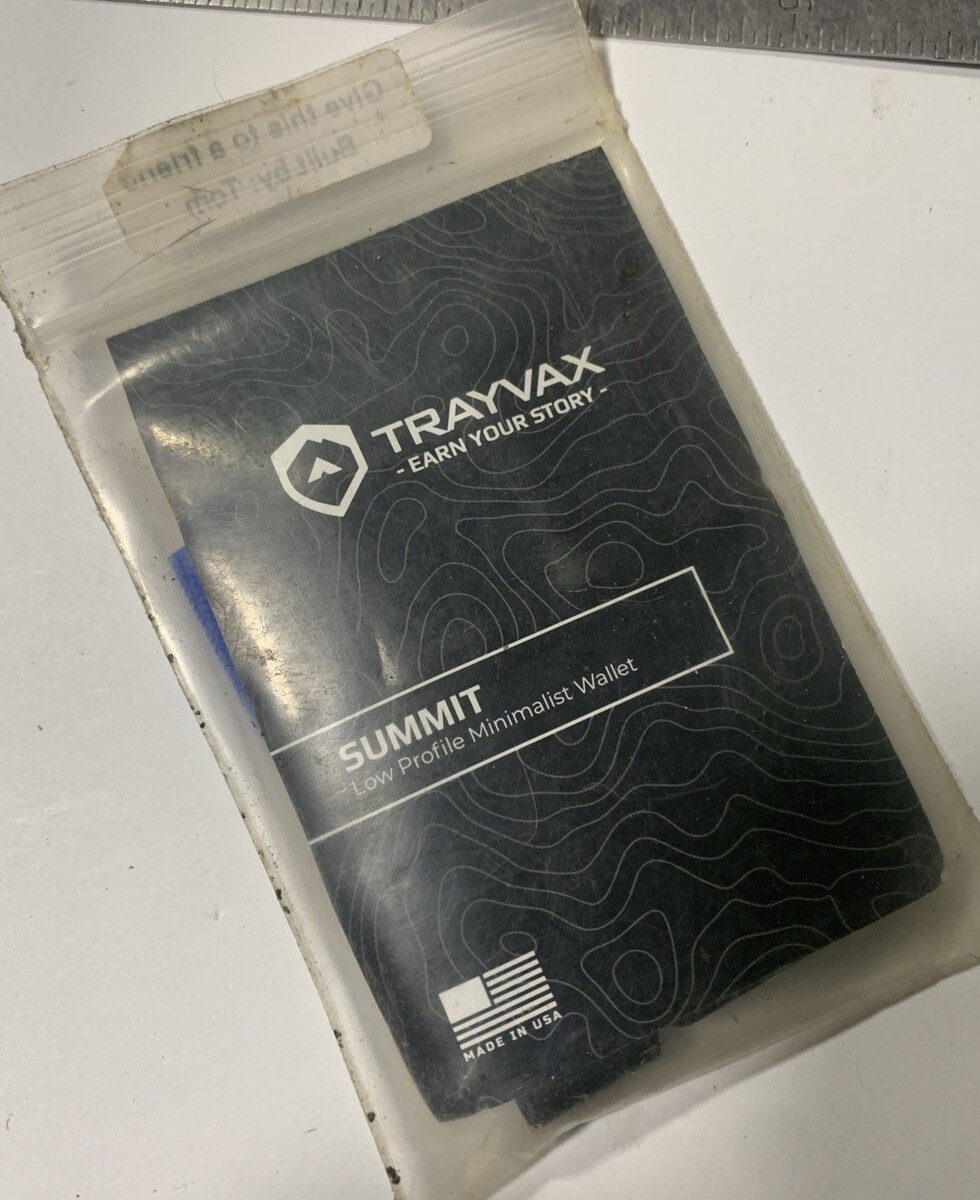 Give this to a friend
Built by: Tom
TRAYVAX
- EARN YOUR STORY -
SUMMIT
Low Profile Minimalist Wallet
MADE IN USA